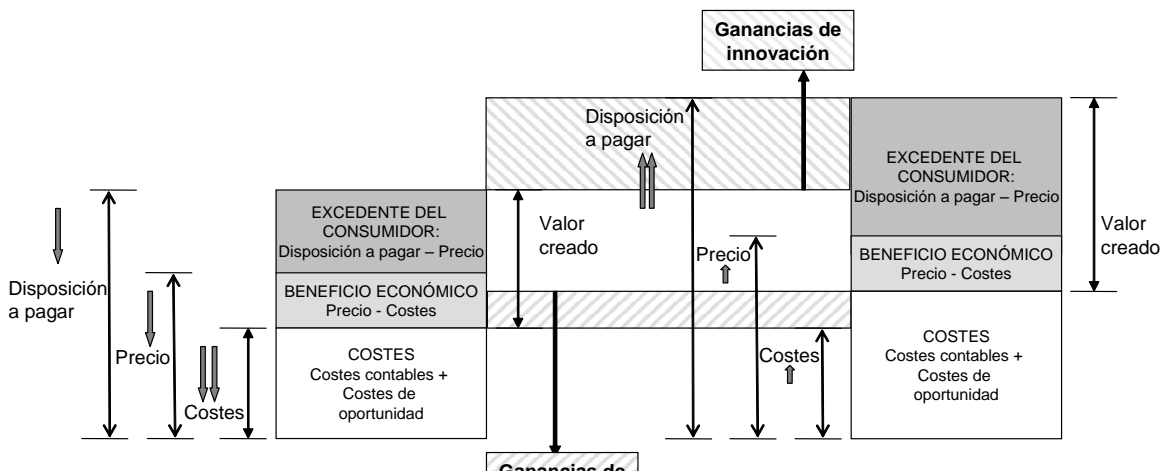 Ganancias de
innovación
Disposición
a pagar
EXCEDENTE DEL
CONSUMIDOR:
Disposición a pagar – Precio
BENEFICIO ECONÓMICO
Precio - Costes
COSTES
Costes contables +
Costes de
oportunidad
Disposición
a pagar
Precio
Costes
Valor
creado
Precio
Costes
EXCEDENTE DEL
CONSUMIDOR:
Disposición a pagar – Precio
BENEFICIO ECONÓMICO
Precio - Costes
COSTES
Costes contables +
Costes de
oportunidad
Valor
creado
Ganancias de